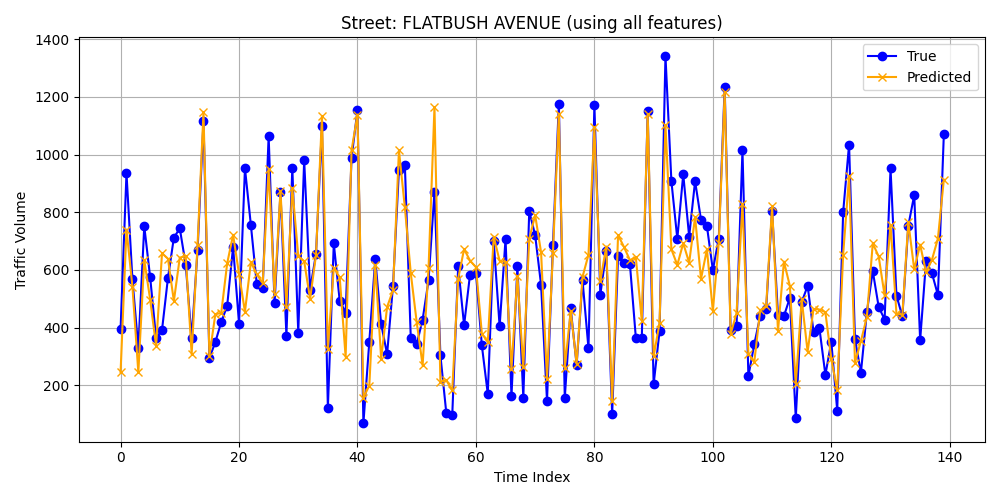 Street: FLATBUSH AVENUE (using all features)
True
Predicted
Traffic Volume
1400
1200
1000
800
600
400
200
0 20 40 60 80 100 120 140
Time Index